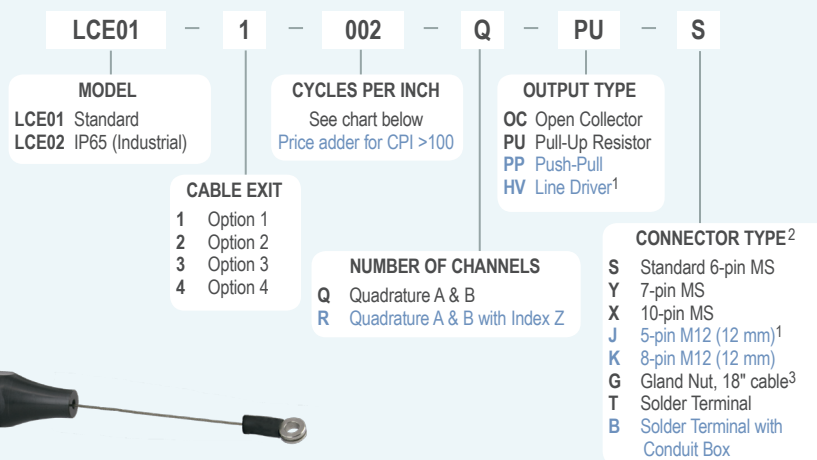 LCE01 – 1 – 002 – Q – PU – S
MODEL
LCE01 Standard
LCE02 IP65 (Industrial)
CYCLES PER INCH
See chart below
Price adder for CPI >100
OUTPUT TYPE
OC Open Collector
PU Pull-Up Resistor
PP Push-Pull
HV Line Driver1
CABLE EXIT
1 Option 1
2 Option 2
3 Option 3
4 Option 4
NUMBER OF CHANNELS
Q Quadrature A & B
R Quadrature A & B with Index Z
CONNECTOR TYPE2
S Standard 6-pin MS
Y 7-pin MS
X 10-pin MS
J 5-pin M12 (12 mm)1
K 8-pin M12 (12 mm)
G Gland Nut, 18" cable3
T Solder Terminal
B Solder Terminal with
Conduit Box